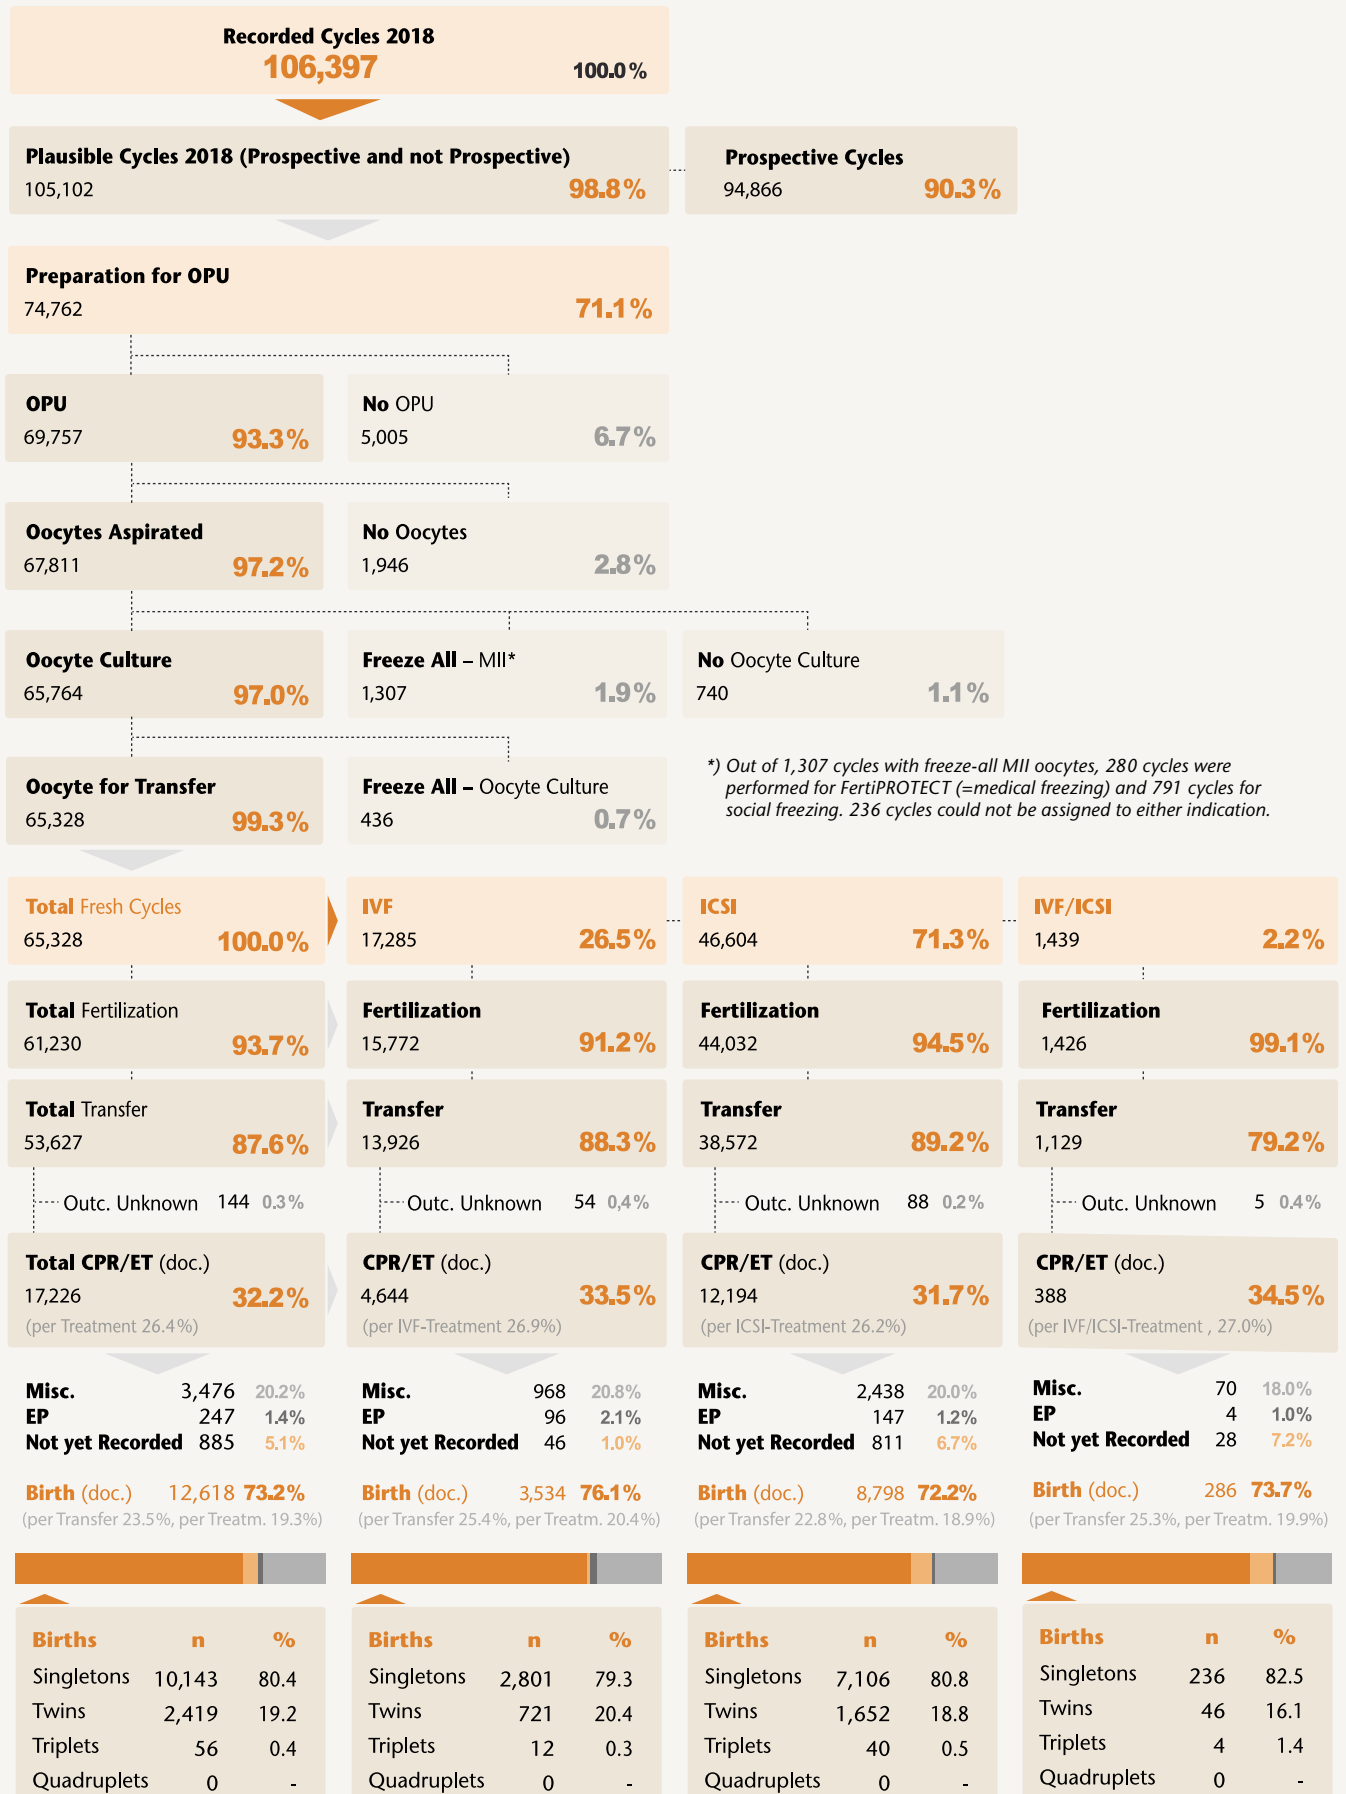 Recorded Cycles 2018
106,397 100.0%
Plausible Cycles 2018 (Prospective and not Prospective)
105,102 98.8%
Prospective Cycles
94,866 90.3%
Preparation for OPU
74,762 71.1%
OPU
69,757 93.3%
No OPU
5,005 6.7%
Oocytes Aspirated
67,811 97.2%
No Oocytes
1,946 2.8%
Oocyte Culture
65,764 97.0%
Freeze All – MII*
1,307 1.9%
No Oocyte Culture
740 1.1%
Oocyte for Transfer
65,328 99.3%
Freeze All – Oocyte Culture
436 0.7%
*) Out of 1,307 cycles with freeze-all MII oocytes, 280 cycles were
performed for FertiPROTECT (=medical freezing) and 791 cycles for
social freezing. 236 cycles could not be assigned to either indication.
Total Fresh Cycles
65,328 100.0%
IVF
17,285 26.5%
ICSI
46,604 71.3%
IVF/ICSI
1,439 2.2%
Total Fertilization
61,230 93.7%
Fertilization
15,772 91.2%
Fertilization
44,032 94.5%
Fertilization
1,426 99.1%
Total Transfer
53,627 87.6%
Transfer
13,926 88.3%
Transfer
38,572 89.2%
Transfer
1,129 79.2%
Outc. Unknown 144 0.3%
Outc. Unknown 54 0,4%
Outc. Unknown 88 0.2%
Outc. Unknown 5 0.4%
Total CPR/ET (doc.)
17,226 32.2%
(per Treatment 26.4%)
CPR/ET (doc.)
4,644 33.5%
(per IVF-Treatment 26.9%)
CPR/ET (doc.)
12,194 31.7%
(per ICSI-Treatment 26.2%)
CPR/ET (doc.)
388 34.5%
(per IVF/ICSI-Treatment , 27.0%)
Misc. 3,476 20.2%
EP 247 1.4%
Not yet Recorded 885 5.1%
Birth (doc.) 12,618 73.2%
(per Transfer 23.5%, per Treatm. 19.3%)
Misc. 968 20.8%
EP 96 2.1%
Not yet Recorded 46 1.0%
Birth (doc.) 3,534 76.1%
(per Transfer 25.4%, per Treatm. 20.4%)
Misc. 2,438 20.0%
EP 147 1.2%
Not yet Recorded 811 6.7%
Birth (doc.) 8,798 72.2%
(per Transfer 22.8%, per Treatm. 18.9%)
Misc. 70 18.0%
EP 4 1.0%
Not yet Recorded 28 7.2%
Birth (doc.) 286 73.7%
(per Transfer 25.3%, per Treatm. 19.9%)
Births n %
Singletons 10,143 80.4
Twins 2,419 19.2
Triplets 56 0.4
Quadruplets 0 -
Births n %
Singletons 2,801 79.3
Twins 721 20.4
Triplets 12 0.3
Quadruplets 0 -
Births n %
Singletons 7,106 80.8
Twins 1,652 18.8
Triplets 40 0.5
Quadruplets 0 -
Births n %
Singletons 236 82.5
Twins 46 16.1
Triplets 4 1.4
Quadruplets 0 -